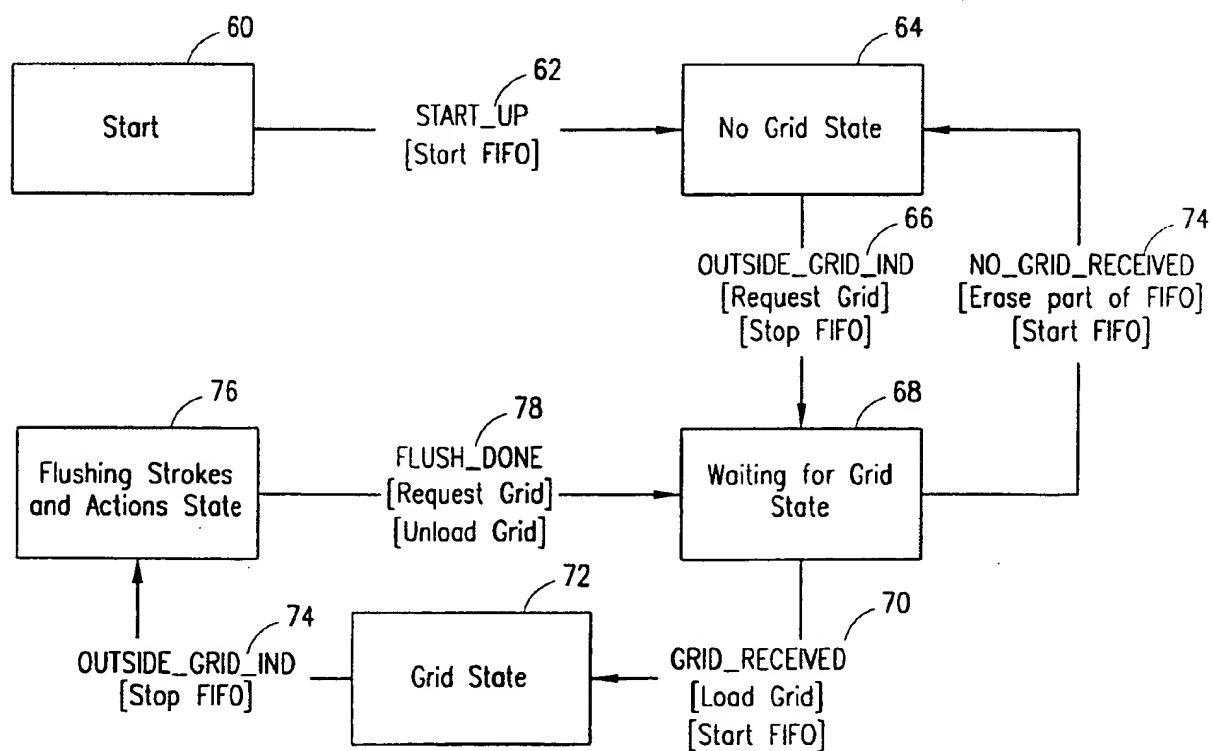 60
Start
62
START_UP
[Start FIFO]
64
No Grid State
66
OUTSIDE_GRID_IND
[Request Grid]
[Stop FIFO]
74
NO_GRID_RECEIVED
[Erase part of FIFO]
[Start FIFO]
76
Flushing Strokes
and Actions State
78
FLUSH_DONE
[Request Grid]
[Unload Grid]
68
Waiting for Grid
State
74
OUTSIDE_GRID_IND
[Stop FIFO]
72
Grid State
70
GRID_RECEIVED
[Load Grid]
[Start FIFO]